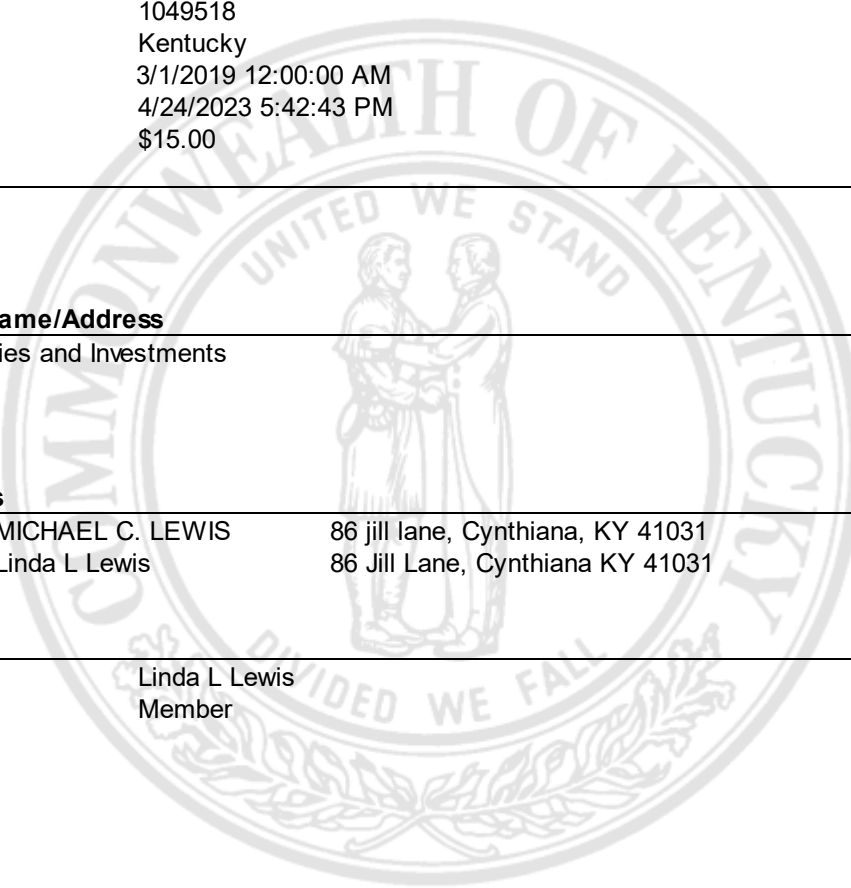 1049518
Kentucky
3/1/2019 12:00:00 AM
4/24/2023 5:42:43 PM
$15.00
COMMONWEALTH OF KENTUCKY
UNITED WE STAND
ame/Address
ies and Investments
s
MICHAEL C. LEWIS 86 jill lane, Cynthiana, KY 41031
Linda L Lewis 86 Jill Lane, Cynthiana KY 41031
DIVIDED WE FALL
Linda L Lewis
Member